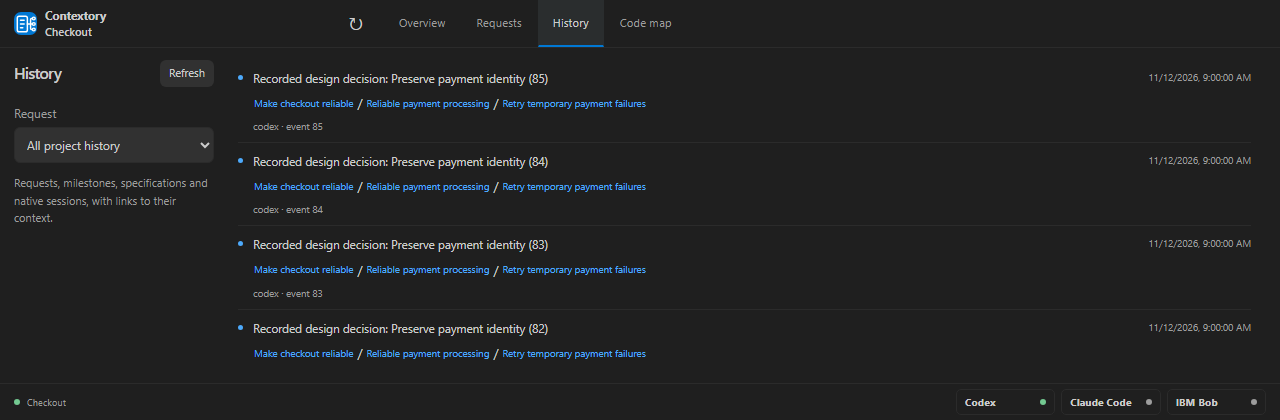 Contextory
Checkout
↻
Overview
Requests
History
Code map
History
Refresh
Request
All project history
Requests, milestones, specifications and
native sessions, with links to their
context.
Recorded design decision: Preserve payment identity (85)
11/12/2026, 9:00:00 AM
Make checkout reliable / Reliable payment processing / Retry temporary payment failures
codex · event 85
Recorded design decision: Preserve payment identity (84)
11/12/2026, 9:00:00 AM
Make checkout reliable / Reliable payment processing / Retry temporary payment failures
codex · event 84
Recorded design decision: Preserve payment identity (83)
11/12/2026, 9:00:00 AM
Make checkout reliable / Reliable payment processing / Retry temporary payment failures
codex · event 83
Recorded design decision: Preserve payment identity (82)
11/12/2026, 9:00:00 AM
Make checkout reliable / Reliable payment processing / Retry temporary payment failures
Checkout
Codex
Claude Code
IBM Bob